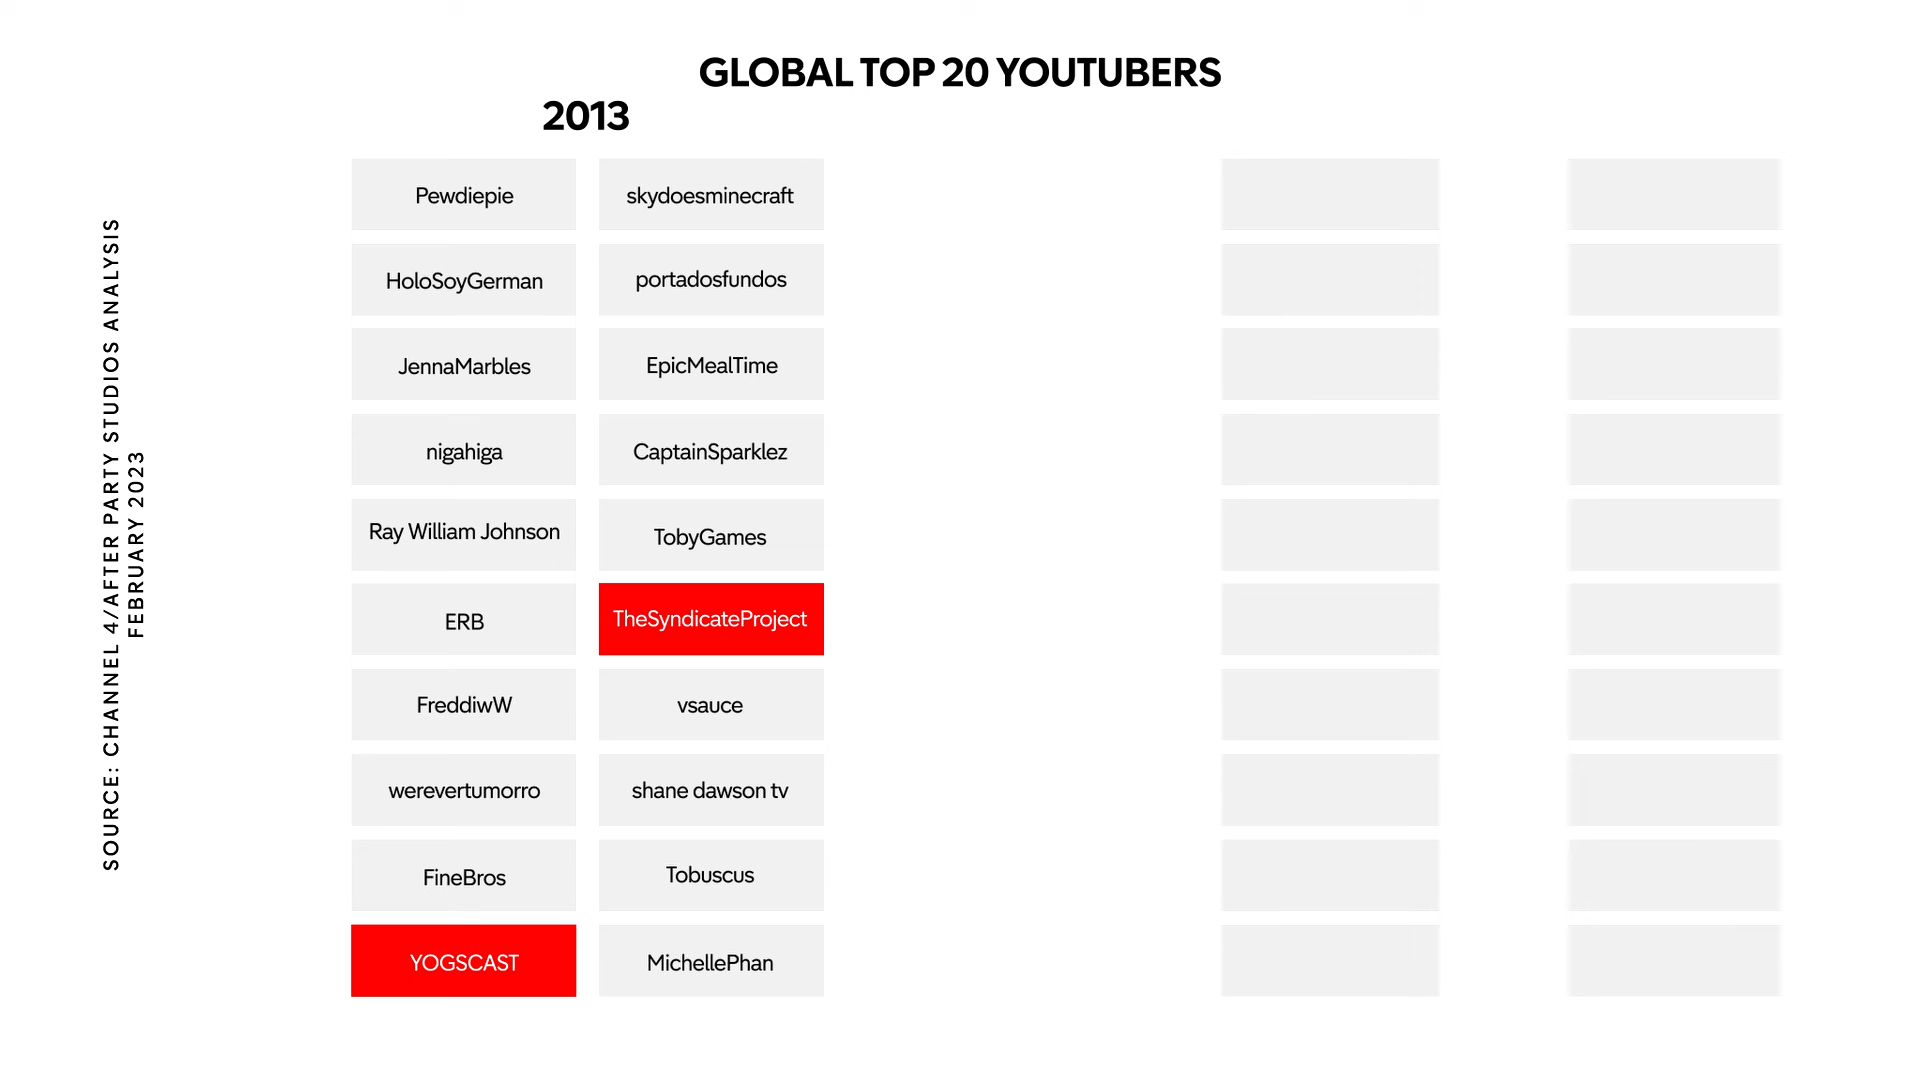 GLOBAL TOP 20 YOUTUBERS
2013
Pewdiepie
HoloSoyGerman
JennaMarbles
nigahiga
Ray William Johnson
ERB
FreddiwW
werevertumorro
FineBros
YOGSCAST
skydoesminecraft
portadosfundos
EpicMealTime
CaptainSparklez
TobyGames
TheSyndicateProject
vsauce
shane dawson tv
Tobuscus
MichellePhan
SOURCE: CHANNEL 4/AFTER PARTY STUDIOS ANALYSIS
FEBRUARY 2023